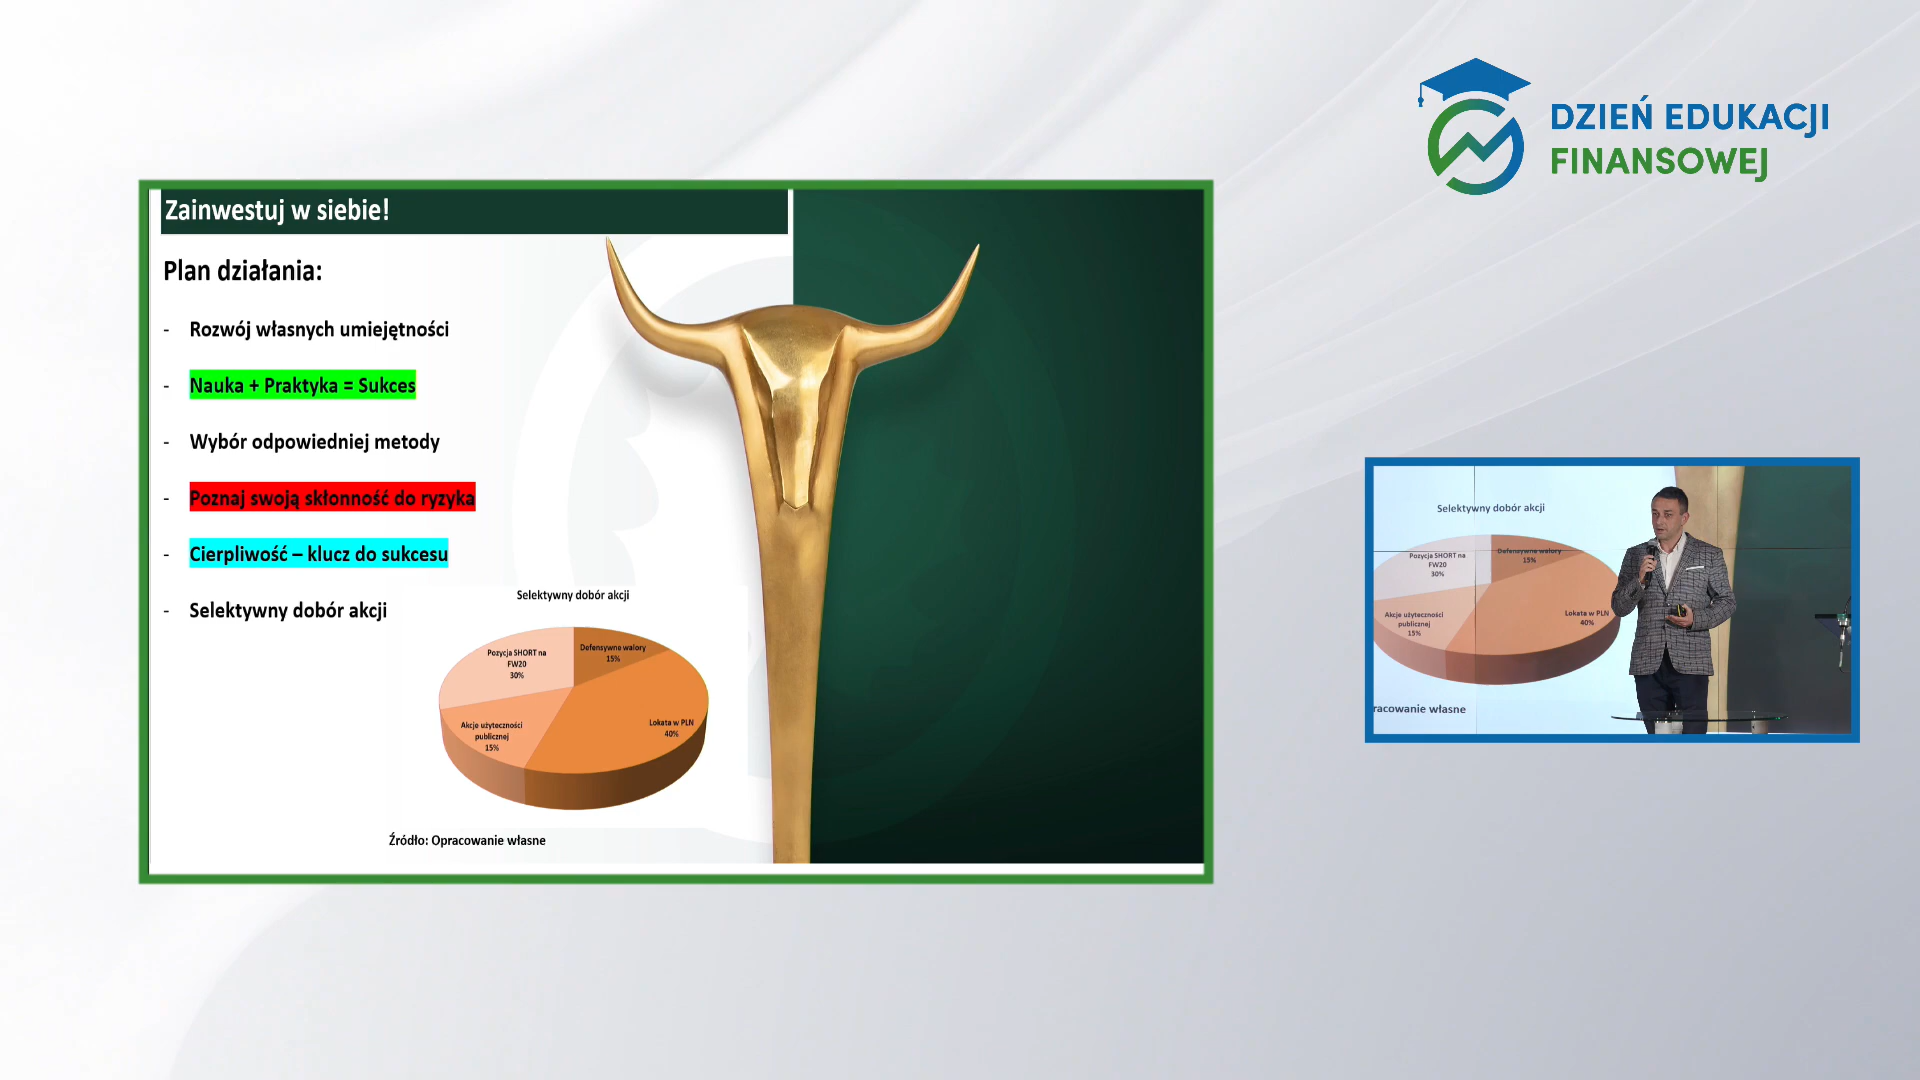 DZIEŃ EDUKACJI
FINANSOWEJ
Zainwestuj w siebie!
Plan działania:
- Rozwój własnych umiejętności
- Nauka + Praktyka = Sukces
- Wybór odpowiedniej metody
- Poznaj swoją skłonność do ryzyka
- Cierpliwość – klucz do sukcesu
- Selektywny dobór akcji
Selektywny dobór akcji
Pozycja SHORT na
FW20
30%
Defensywne walory
15%
Akcje użyteczności
publicznej
15%
Lokata w PLN
40%
Źródło: Opracowanie własne
Selektywny dobór akcji
Pozycja SHORT na
FW20
30%
Defensywne walory
15%
Akcje użyteczności
publicznej
15%
Lokata w PLN
40%
racowanie własne